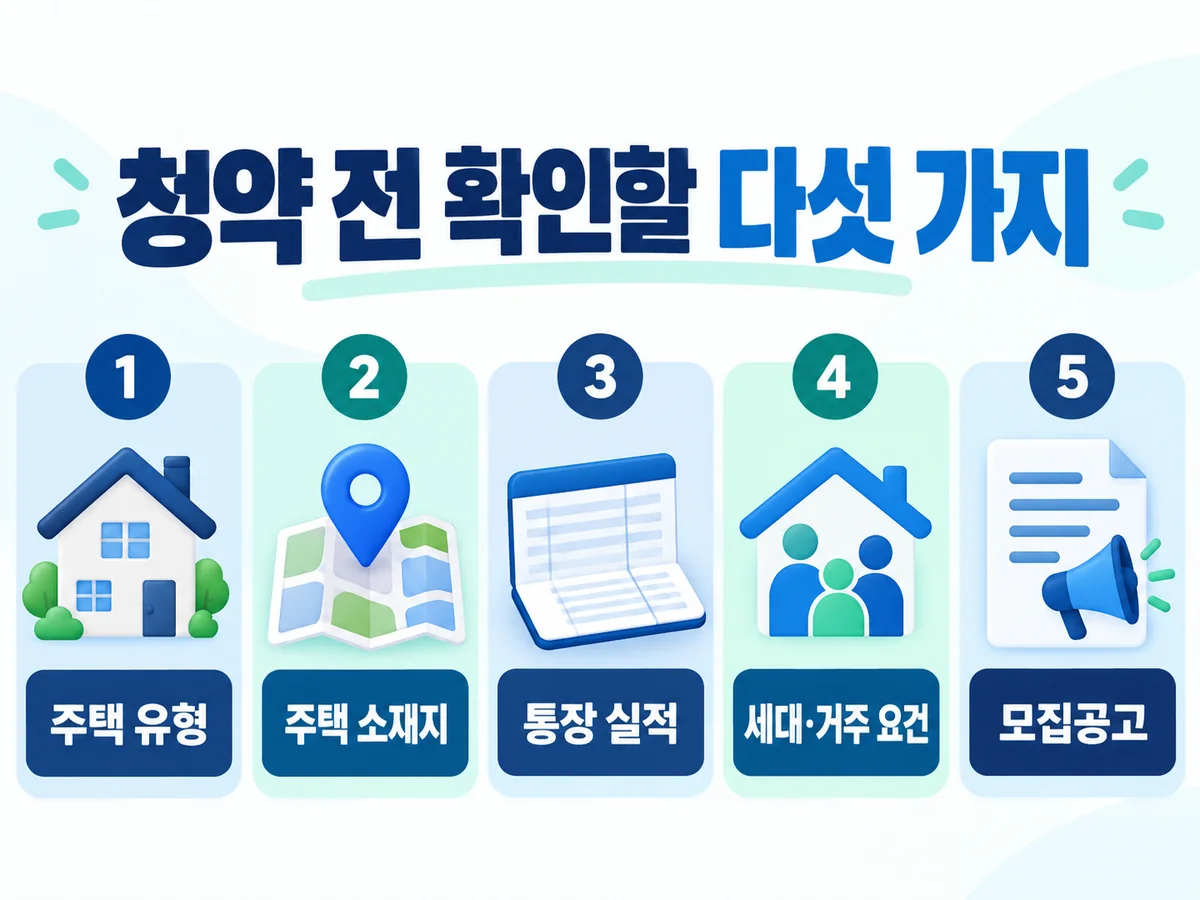 청약 전 확인할 다섯 가지
1
주택 유형
2
주택 소재지
3
통장 실적
4
세대·거주 요건
5
모집공고